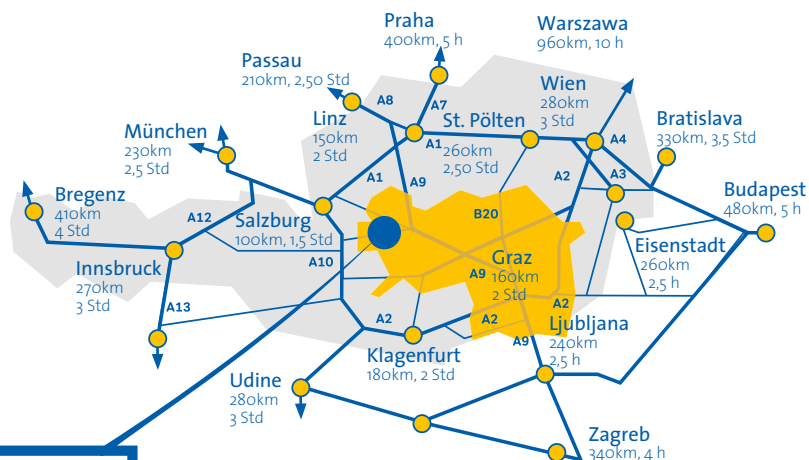 Praha
400km, 5 h
Warszawa
960km, 10 h
Passau
210km, 2,50 Std
Wien
280km
3 Std
A8
A7
Linz
150km
2 Std
St. Pölten
260km
2,50 Std
A1
A4
Bratislava
330km, 3,5 Std
München
230km
2,5 Std
A1
A9
A2
A3
Bregenz
410km
4 Std
A12
Salzburg
100km, 1,5 Std
B20
Budapest
480km, 5 h
Eisenstadt
260km
2,5 h
Innsbruck
270km
3 Std
A10
A9
Graz
160km
2 Std
A13
A2
A2
A2
A9
Ljubljana
240km
2,5 h
Klagenfurt
180km, 2 Std
Udine
280km
3 Std
Zagreb
340km, 4 h